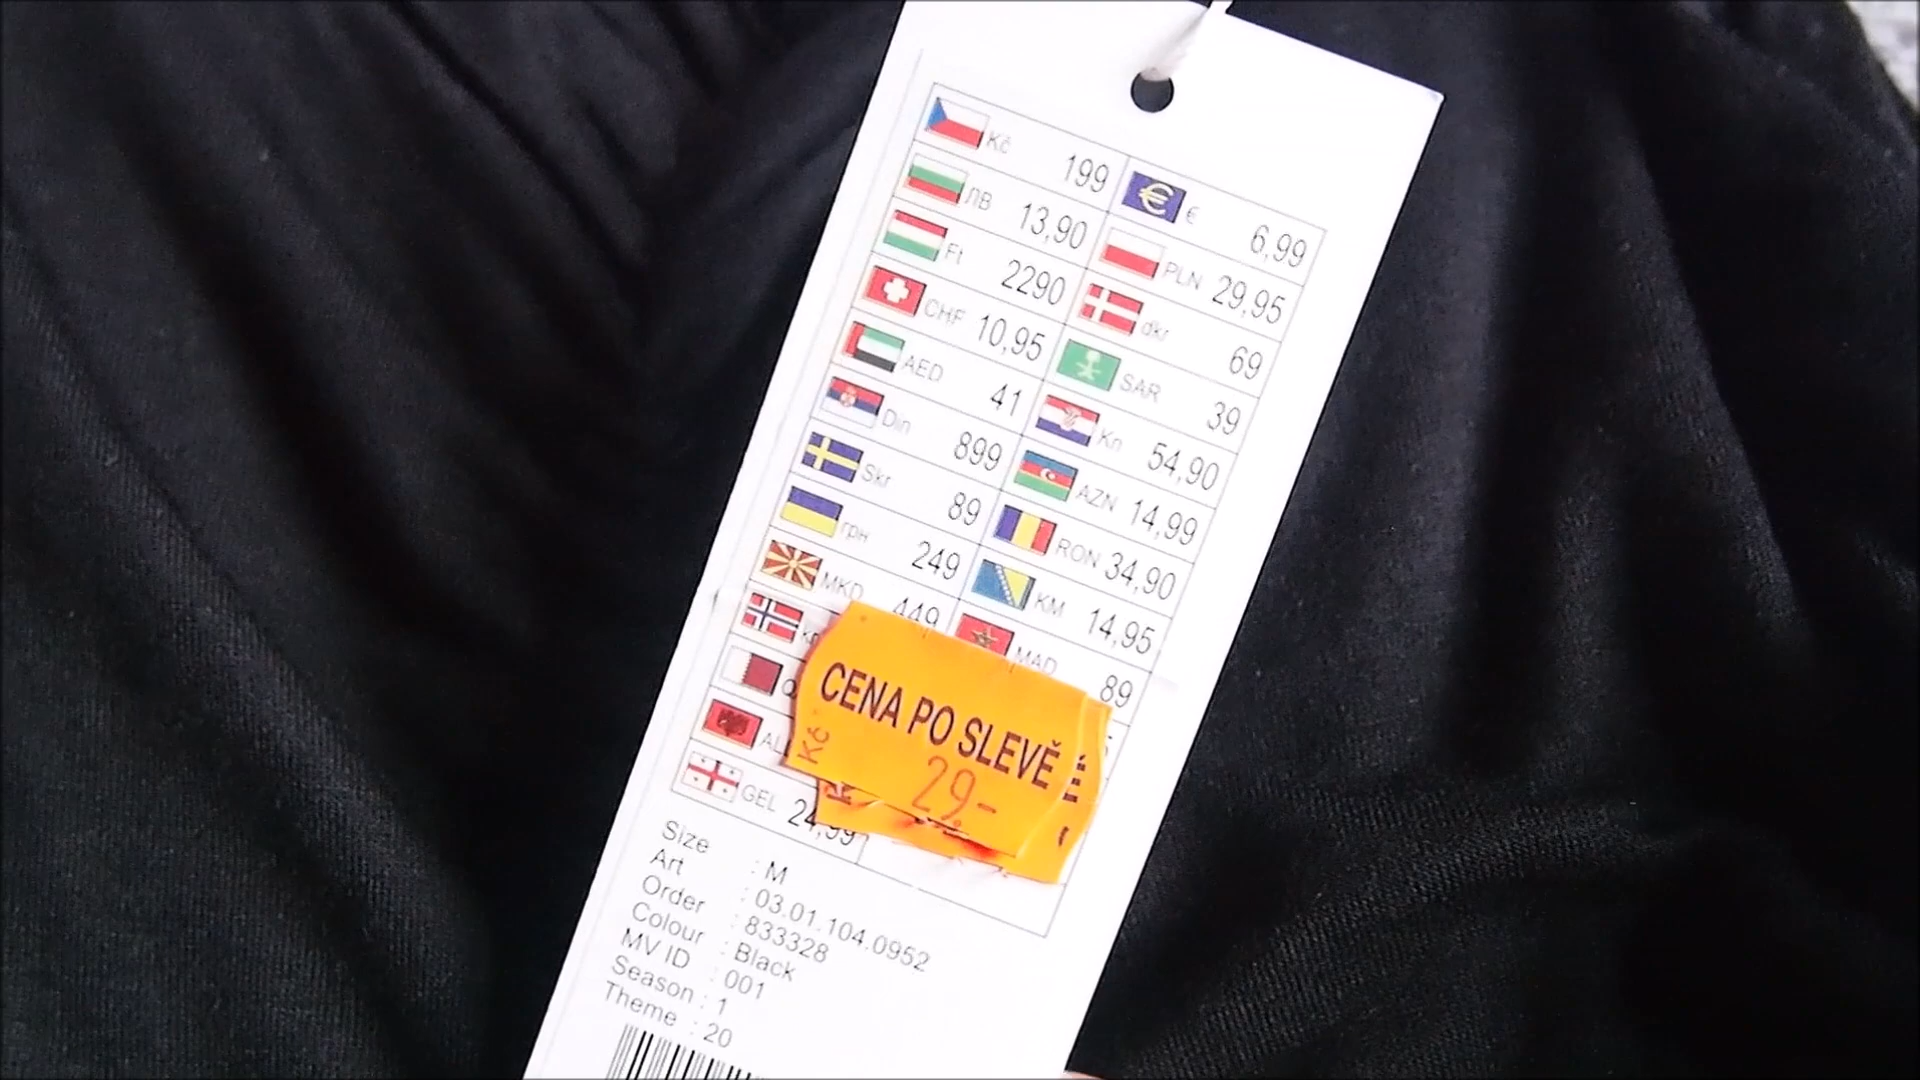 Kč 199
€ 6,99
ЛВ 13,90
PLN 29,95
Ft 2290
dkr 69
CHF 10,95
SAR 39
AED 41
Kn 54,90
Din 899
AZN 14,99
Skr 89
RON 34,90
грн 249
KM 14,95
MKD 449
MAD 89
GEL 24,99
CENA PO SLEVĚ
Kč 29.-
Size : M
Art : 03.01.104.0952
Order : 833328
Colour : Black
MV ID : 001
Season : 1
Theme : 20